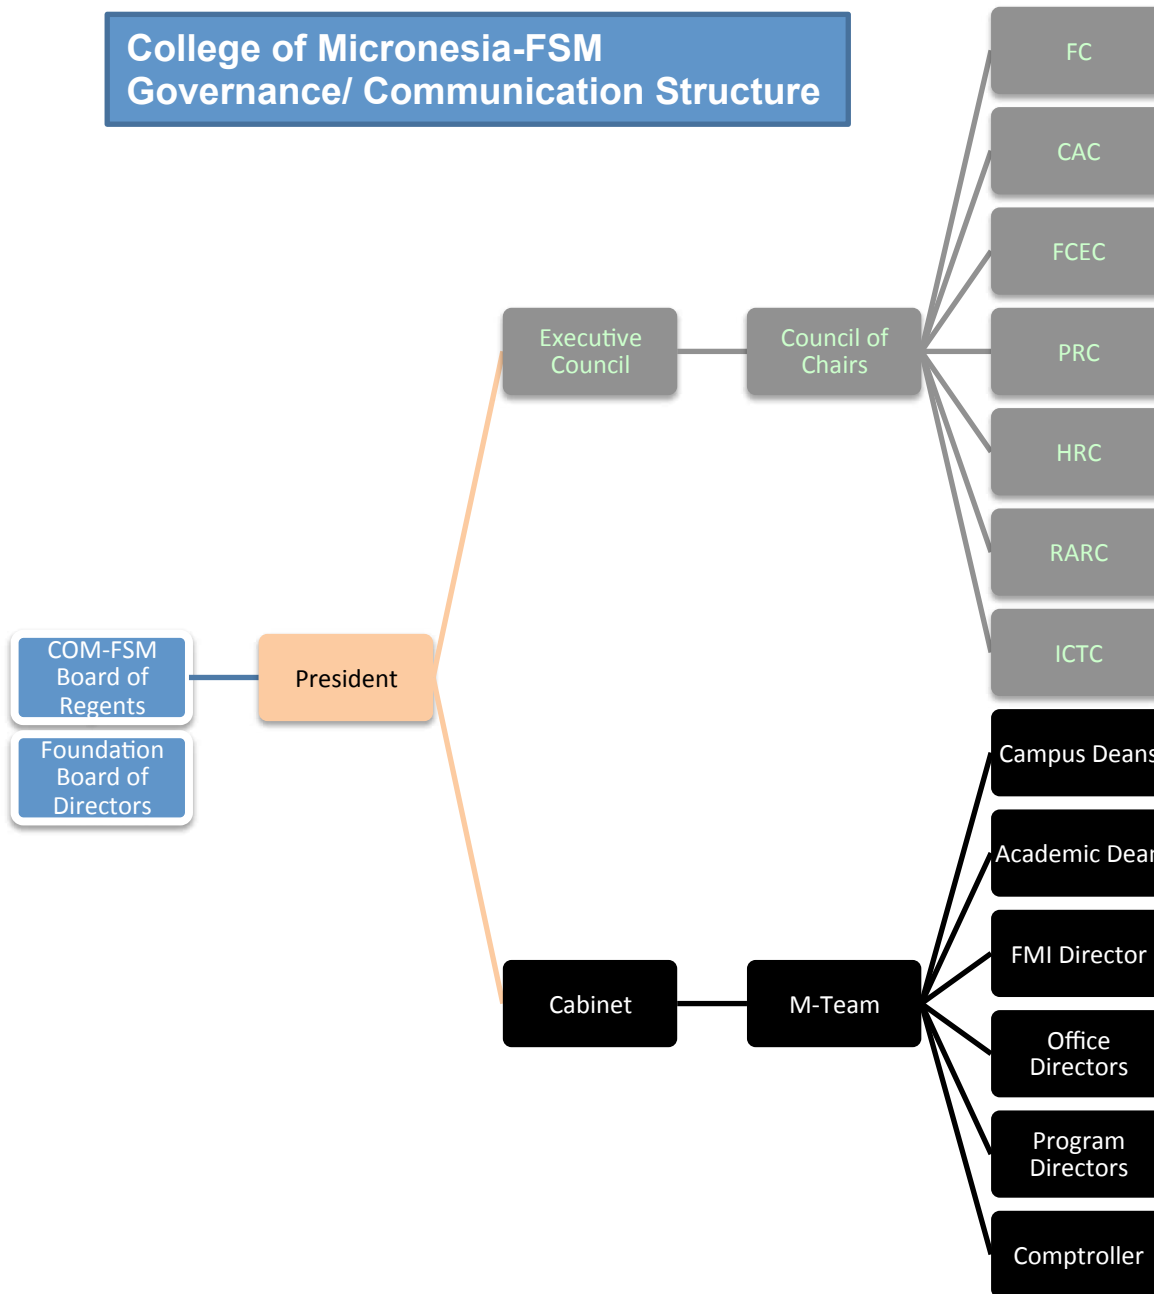 College of Micronesia-FSM
Governance/ Communication Structure
FC
CAC
FCEC
Executive
Council
Council of
Chairs
PRC
HRC
RARC
ICTC
COM-FSM
Board of
Regents
President
Foundation
Board of
Directors
Campus Deans
Academic Dean
FMI Director
Cabinet
M-Team
Office
Directors
Program
Directors
Comptroller